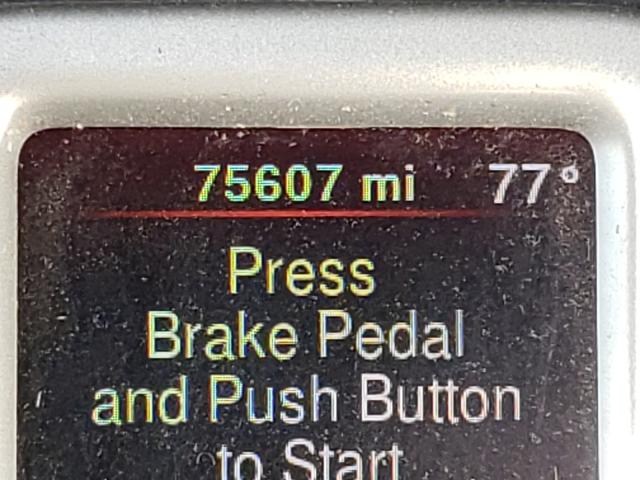 75607 mi 77°
Press
Brake Pedal
and Push Button
to Start